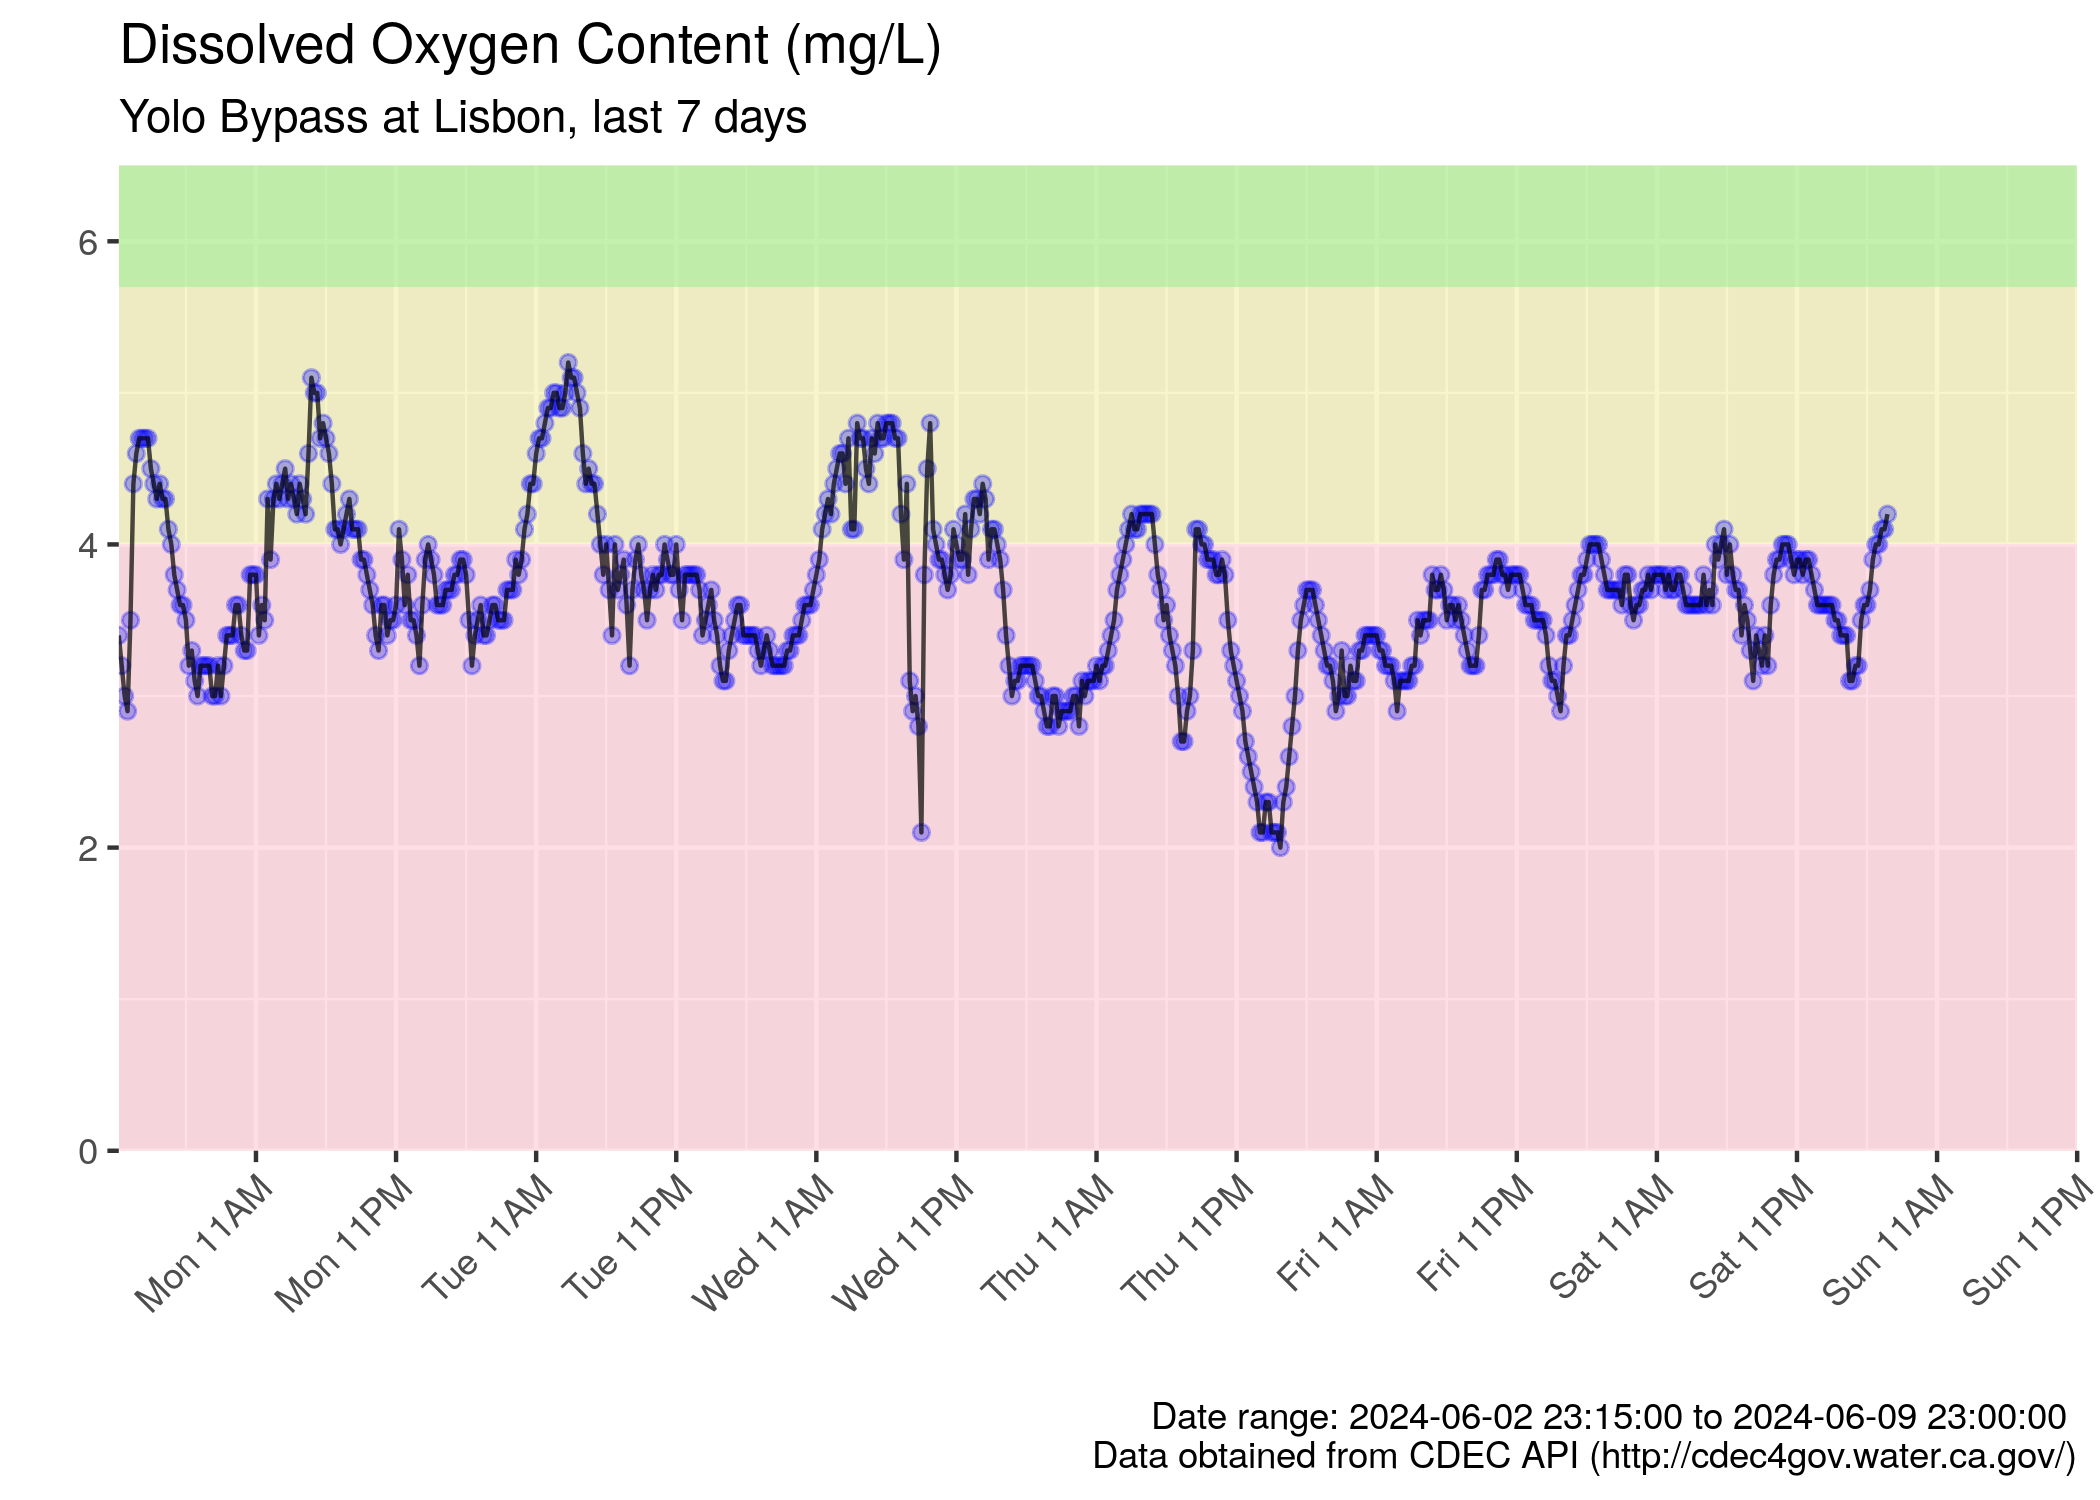 Dissolved Oxygen Content (mg/L)
Yolo Bypass at Lisbon, last 7 days
6
4
2
0
Mon 11AM
Mon 11PM
Tue 11AM
Tue 11PM
Wed 11AM
Wed 11PM
Thu 11AM
Thu 11PM
Fri 11AM
Fri 11PM
Sat 11AM
Sat 11PM
Sun 11AM
Sun 11PM
Date range: 2024-06-02 23:15:00 to 2024-06-09 23:00:00
Data obtained from CDEC API (http://cdec4gov.water.ca.gov/)